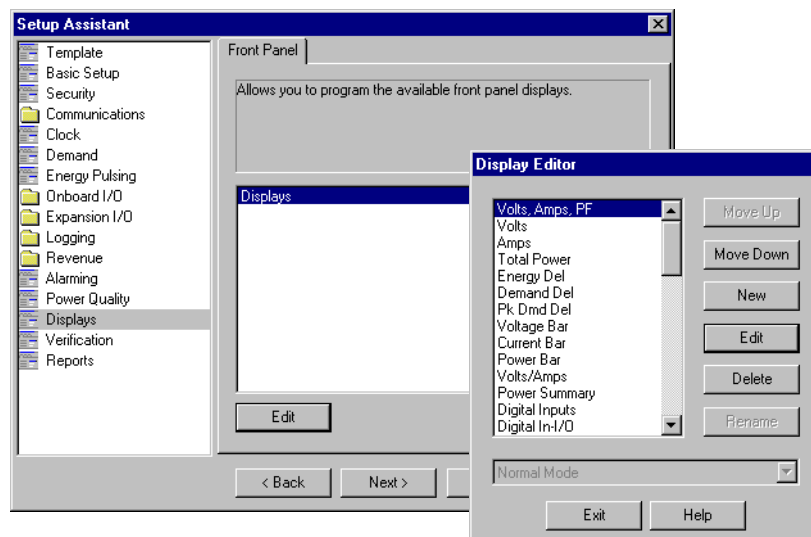 Setup Assistant
Template
Basic Setup
Security
Communications
Clock
Demand
Energy Pulsing
Onboard I/O
Expansion I/O
Logging
Revenue
Alarming
Power Quality
Displays
Verification
Reports
Front Panel
Allows you to program the available front panel displays.
Displays
Edit
< Back
Next >
Display Editor
Volts, Amps, PF
Volts
Amps
Total Power
Energy Del
Demand Del
Pk Dmd Del
Voltage Bar
Current Bar
Power Bar
Volts/Amps
Power Summary
Digital Inputs
Digital In-I/O
Move Up
Move Down
New
Edit
Delete
Rename
Normal Mode
Exit
Help